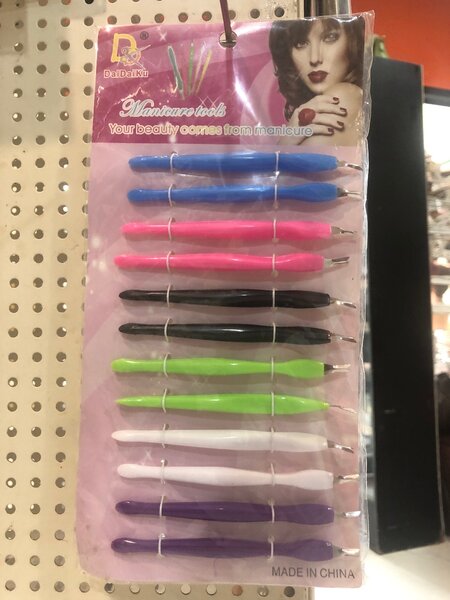 D
®
DaiDaiKu
Manicure tools
Your beauty comes from manicure
MADE IN CHINA